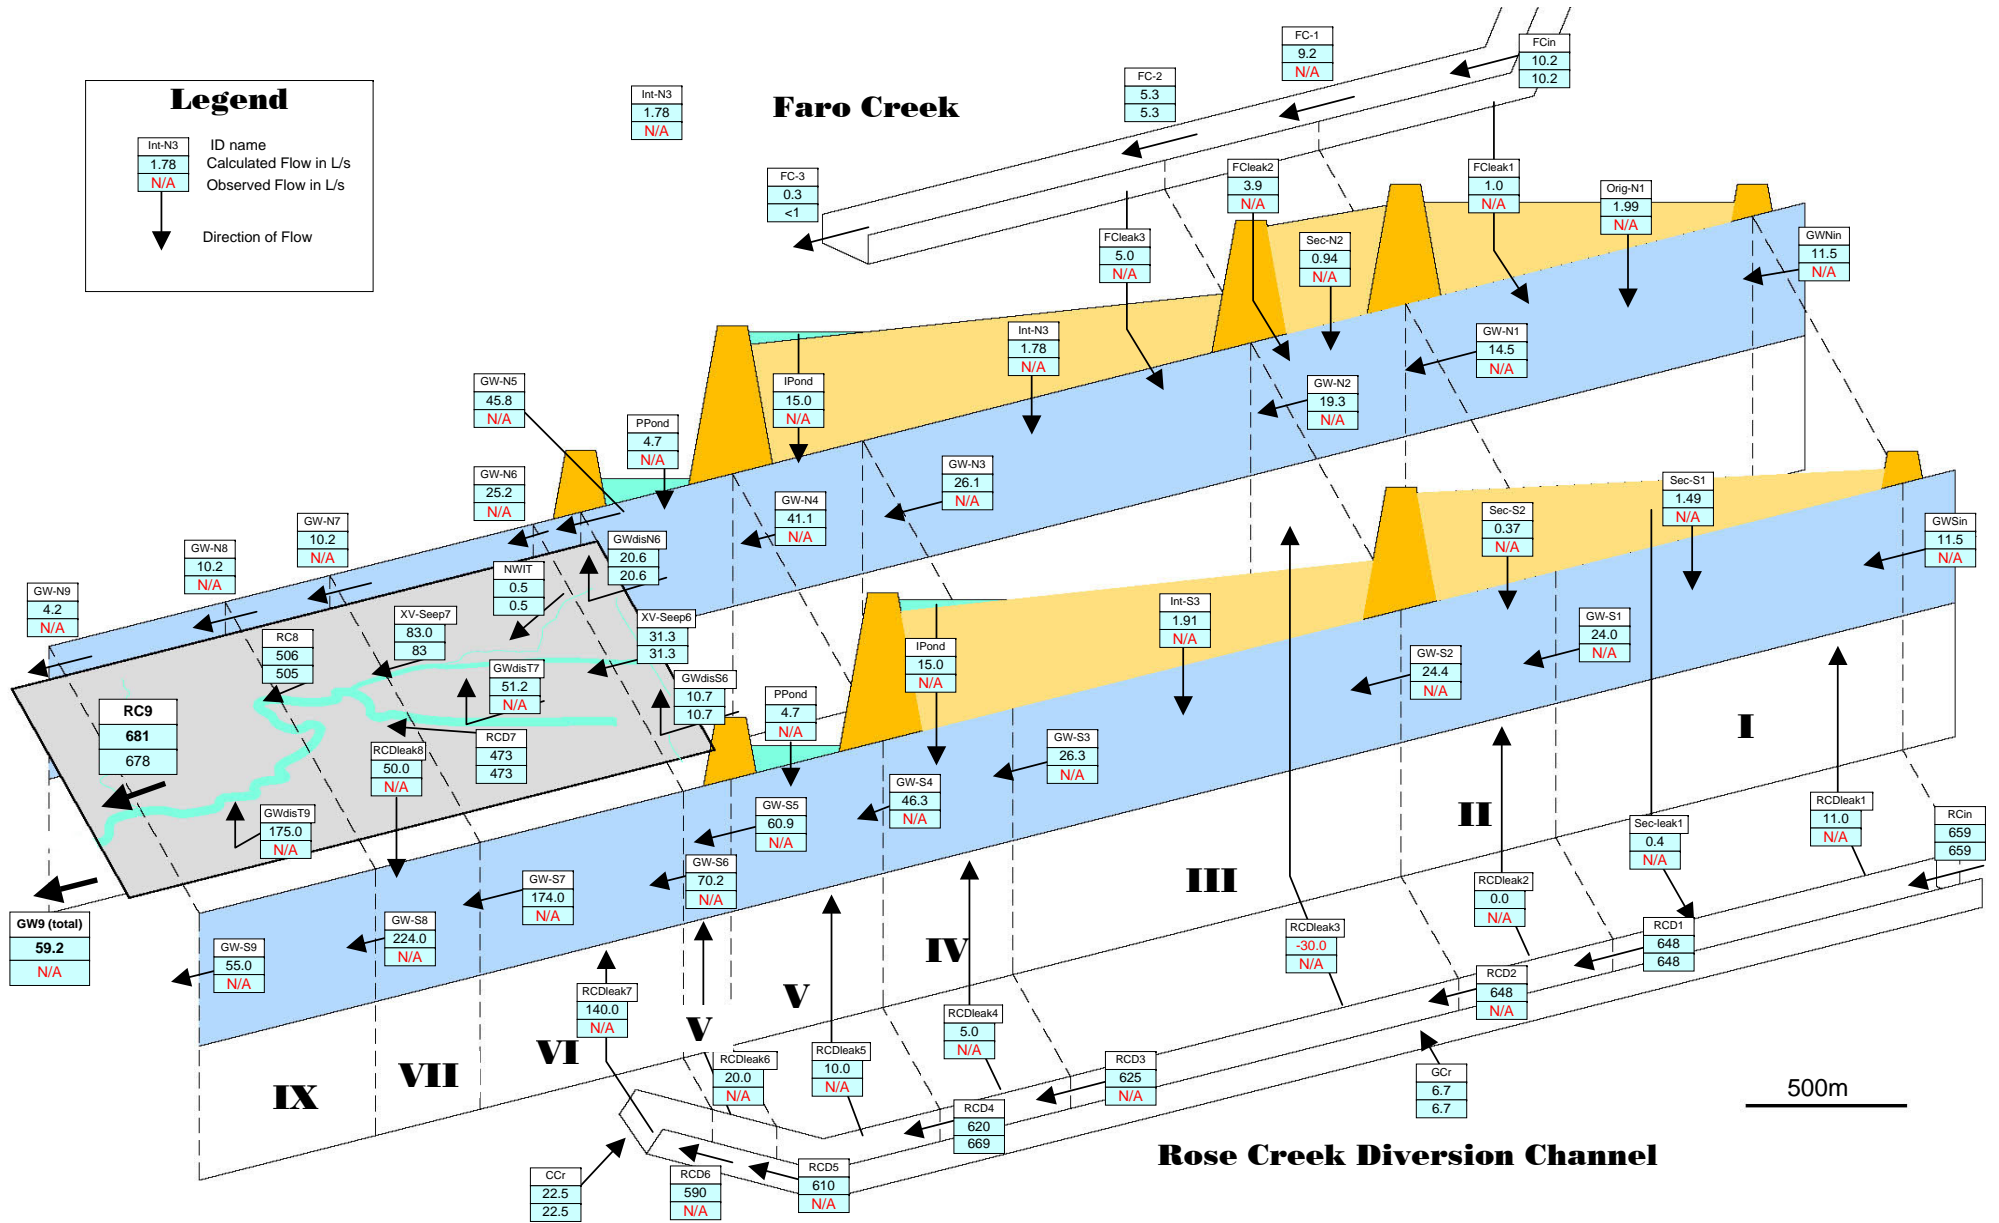 Legend
Int-N3
1.78
N/A
ID name
Calculated Flow in L/s
Observed Flow in L/s
Direction of Flow
Int-N3
1.78
N/A
Faro Creek
FC-1
9.2
N/A
FCin
10.2
10.2
FC-2
5.3
5.3
FC-3
0.3
<1
FCleak2
3.9
N/A
FCleak1
1.0
N/A
Orig-N1
1.99
N/A
FCleak3
5.0
N/A
Sec-N2
0.94
N/A
GWNin
11.5
N/A
Int-N3
1.78
N/A
GW-N1
14.5
N/A
GW-N2
19.3
N/A
GW-N5
45.8
N/A
IPond
15.0
N/A
PPond
4.7
N/A
GW-N6
25.2
N/A
GW-N3
26.1
N/A
GW-N4
41.1
N/A
GW-N7
10.2
N/A
GW-N8
10.2
N/A
GW-N9
4.2
N/A
GWdisN6
20.6
20.6
NWIT
0.5
0.5
XV-Seep7
83.0
83
XV-Seep6
31.3
31.3
RC8
506
505
GWdisT7
51.2
N/A
GWdisS6
10.7
10.7
RC9
681
678
RCD7
473
473
RCDleak8
50.0
N/A
GWdisT9
175.0
N/A
GW9 (total)
59.2
N/A
Sec-S1
1.49
N/A
Sec-S2
0.37
N/A
GWSin
11.5
N/A
Int-S3
1.91
N/A
GW-S1
24.0
N/A
GW-S2
24.4
N/A
IPond
15.0
N/A
PPond
4.7
N/A
GW-S3
26.3
N/A
GW-S4
46.3
N/A
GW-S5
60.9
N/A
GW-S6
70.2
N/A
GW-S7
174.0
N/A
GW-S8
224.0
N/A
GW-S9
55.0
N/A
I
II
III
IV
V
V
VI
VII
IX
RCDleak1
11.0
N/A
RCin
659
659
Sec-leak1
0.4
N/A
RCDleak2
0.0
N/A
RCD1
648
648
RCDleak3
-30.0
N/A
RCD2
648
N/A
RCDleak7
140.0
N/A
RCDleak4
5.0
N/A
RCDleak6
20.0
N/A
RCDleak5
10.0
N/A
RCD3
625
N/A
GCr
6.7
6.7
RCD4
620
669
500m
Rose Creek Diversion Channel
CCr
22.5
22.5
RCD6
590
N/A
RCD5
610
N/A